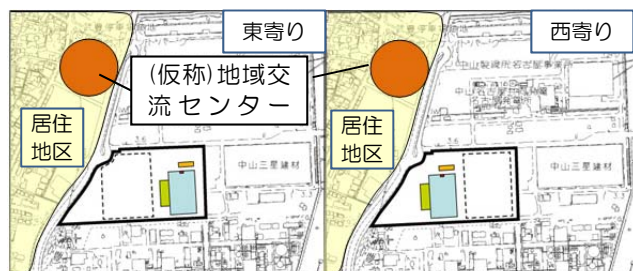 東寄り
西寄り
(仮称)地域交
流センター
居住
地区
居住
地区
中山三星建材
中山三星建材